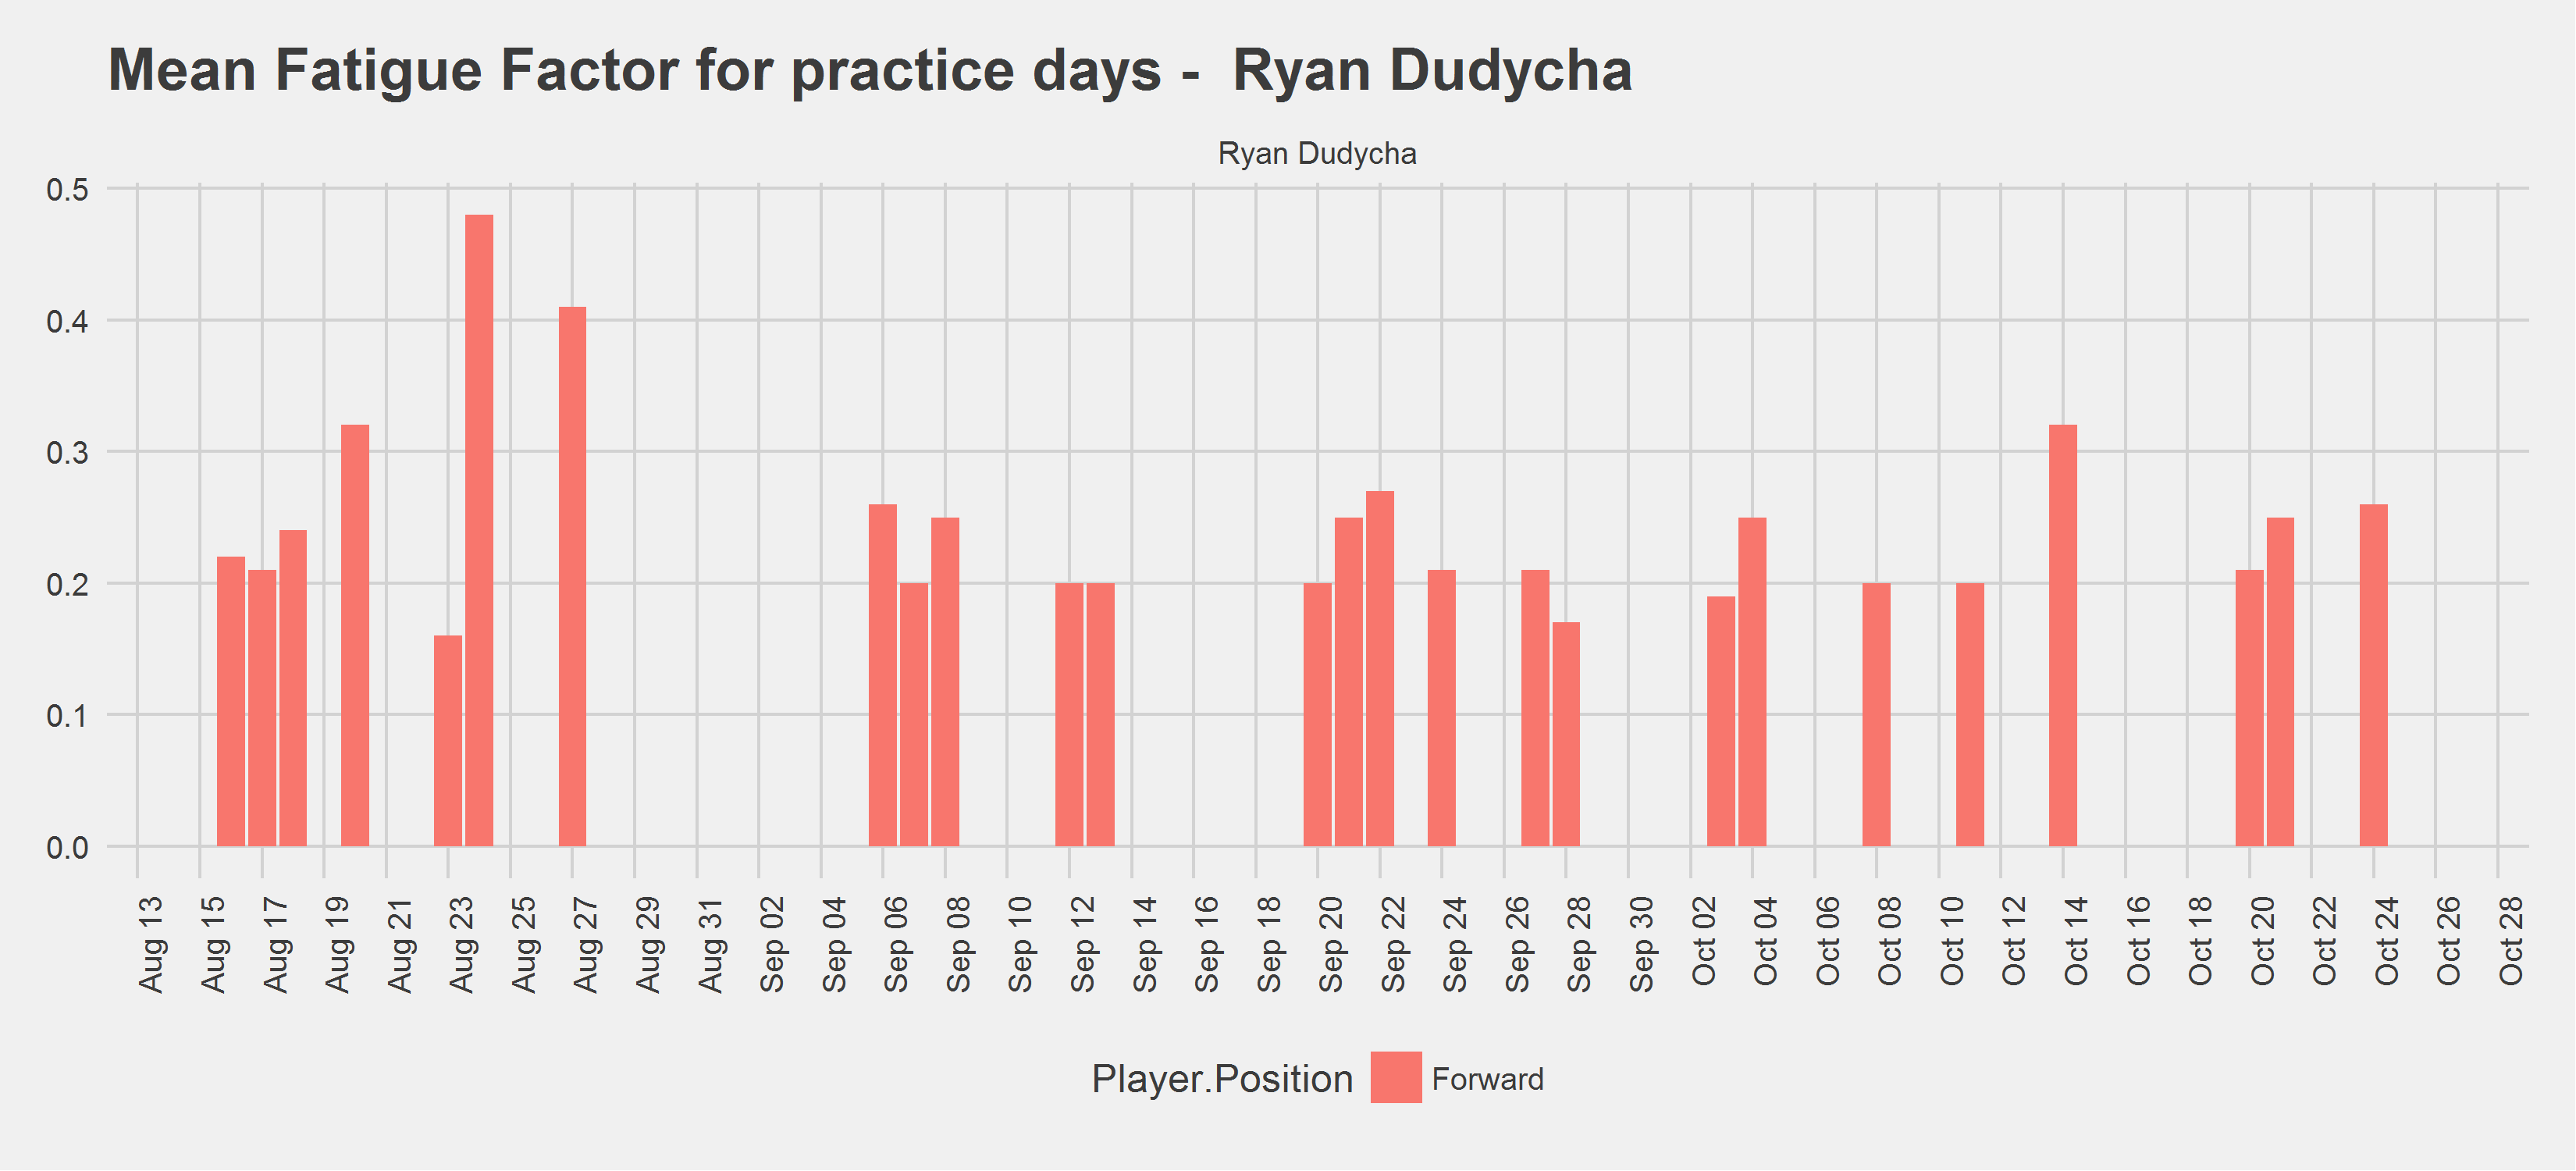 Mean Fatigue Factor for practice days -  Ryan Dudycha
Ryan Dudycha
0.5
0.4
0.3
0.2
0.1
0.0
Aug 13
Aug 15
Aug 17
Aug 19
Aug 21
Aug 23
Aug 25
Aug 27
Aug 29
Aug 31
Sep 02
Sep 04
Sep 06
Sep 08
Sep 10
Sep 12
Sep 14
Sep 16
Sep 18
Sep 20
Sep 22
Sep 24
Sep 26
Sep 28
Sep 30
Oct 02
Oct 04
Oct 06
Oct 08
Oct 10
Oct 12
Oct 14
Oct 16
Oct 18
Oct 20
Oct 22
Oct 24
Oct 26
Oct 28
Player.Position Forward